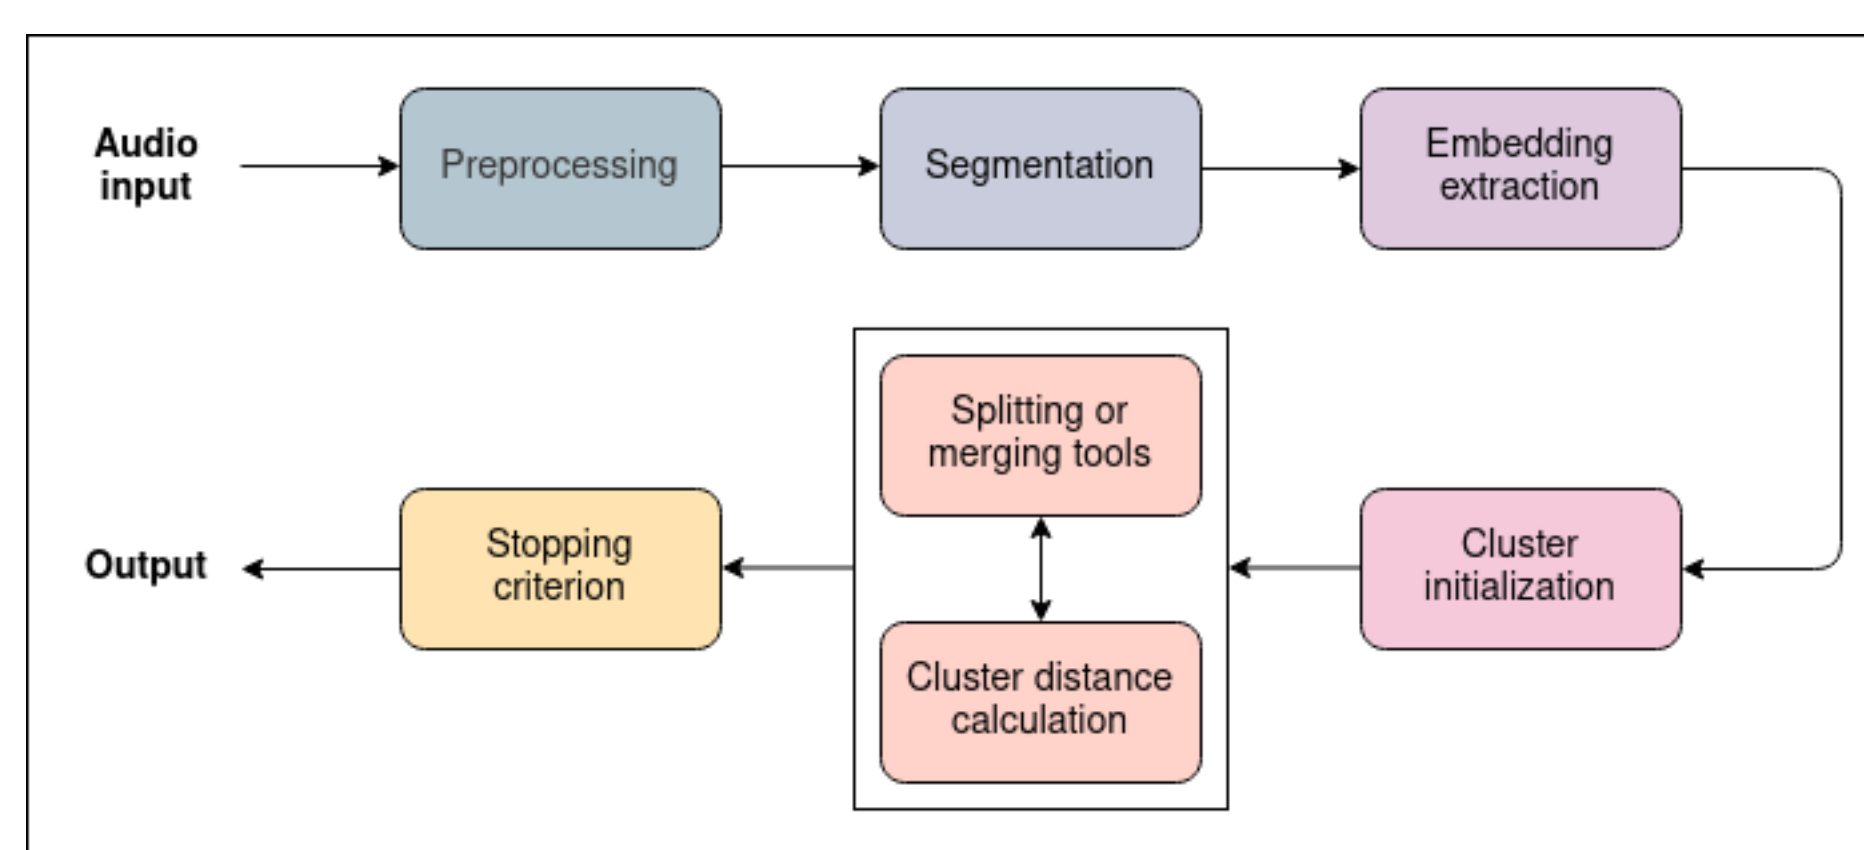 Audio
input
Preprocessing
Segmentation
Embedding
extraction
Splitting or
merging tools
Output
Stopping
criterion
Cluster
initialization
Cluster distance
calculation